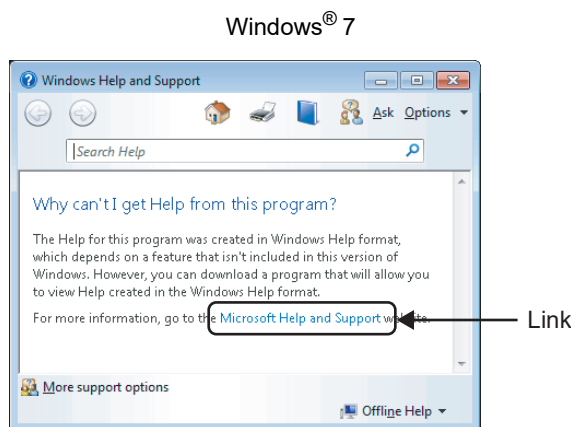 Windows® 7
Windows Help and Support
Ask Options
Search Help
Why can't I get Help from this program?
The Help for this program was created in Windows Help format,
which depends on a feature that isn't included in this version of
Windows. However, you can download a program that will allow you
to view Help created in the Windows Help format.
For more information, go to the Microsoft Help and Support website.
Link
More support options
Offline Help